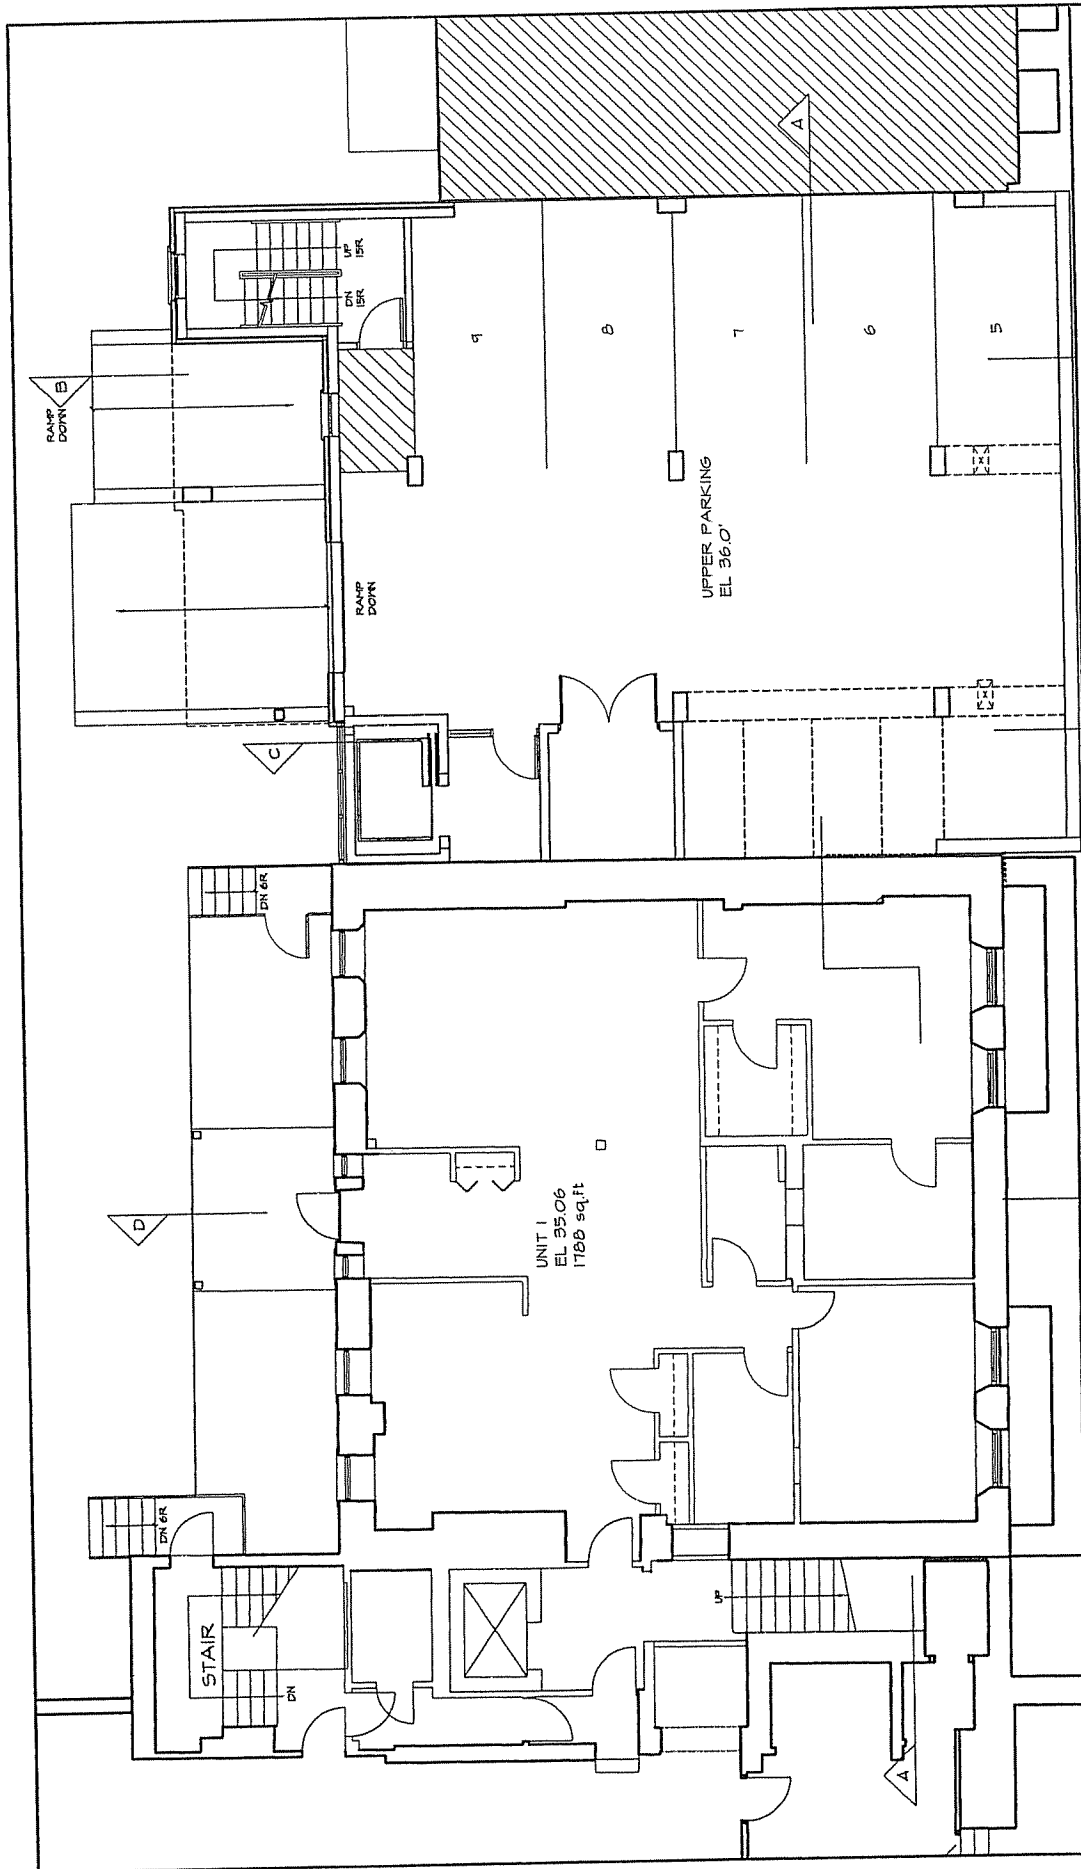 A
UP
15R
DN
15R
B
RAMP
DOWN
9
8
7
6
5
UPPER PARKING
EL 36.0'
RAMP
DOWN
C
DN 6R
D
UNIT 1
EL 35.06
1788 sq.ft
DN 6R
STAIR
DN
UP
A